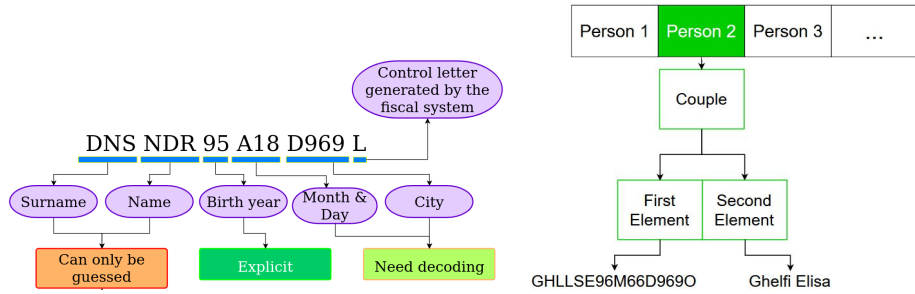 Control letter
generated by the
fiscal system
DNS NDR 95 A18 D969 L
Surname
Name
Birth year
Month &
Day
City
Can only be
guessed
Explicit
Need decoding
Person 1
Person 2
Person 3
...
Couple
First
Element
Second
Element
GHLLSE96M66D969O
Ghelfi Elisa